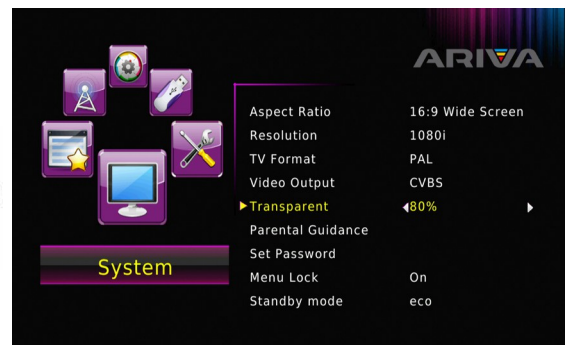 ARIVA
Aspect Ratio 16:9 Wide Screen
Resolution 1080i
TV Format PAL
Video Output CVBS
Transparent 80%
Parental Guidance
Set Password
Menu Lock On
Standby mode eco
System